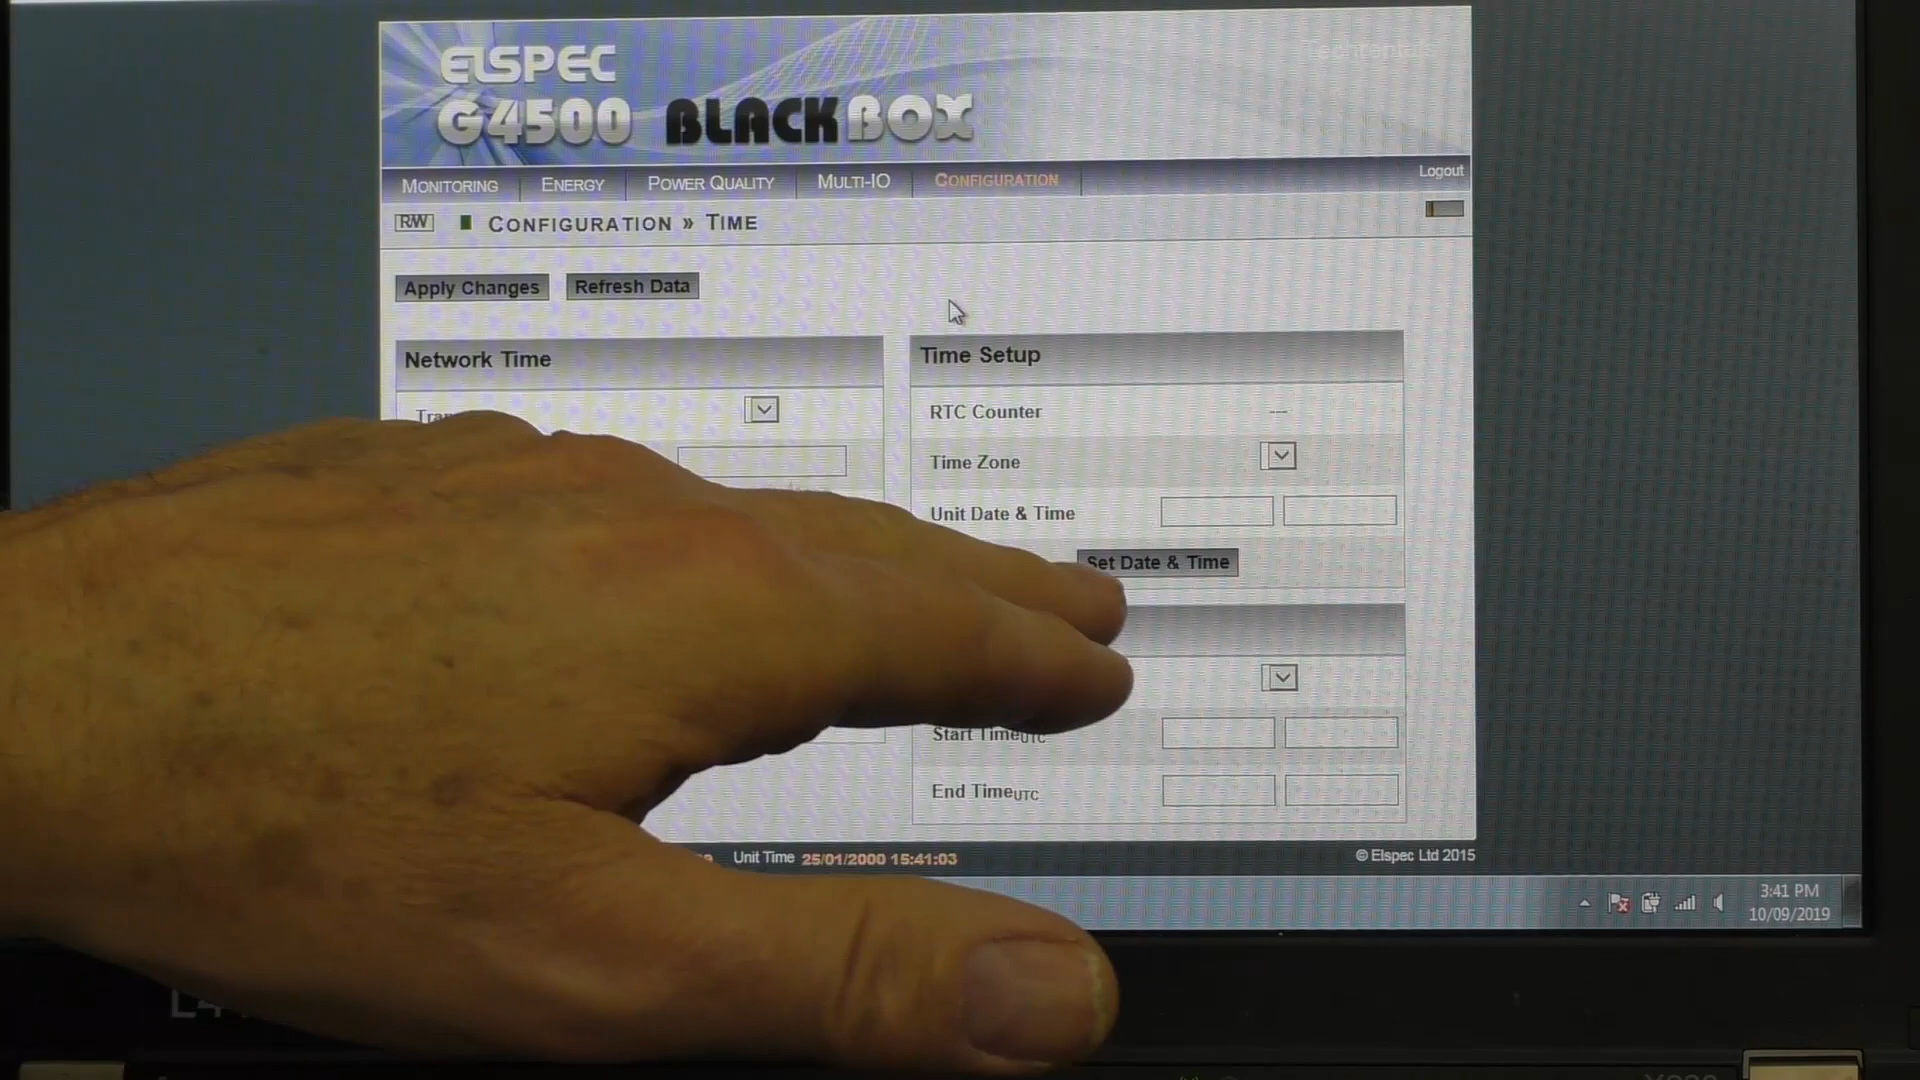 ELSPEC
G4500 BLACKBOX
Techrentals
MONITORING ENERGY POWER QUALITY MULTI-IO CONFIGURATION Logout
R/W CONFIGURATION » TIME
Apply Changes Refresh Data
Network Time
Time Setup
RTC Counter ---
Time Zone
Unit Date & Time
Set Date & Time
Start TimeUTC
End TimeUTC
Unit Time 25/01/2000 15:41:03
© Elspec Ltd 2015
3:41 PM
10/09/2019